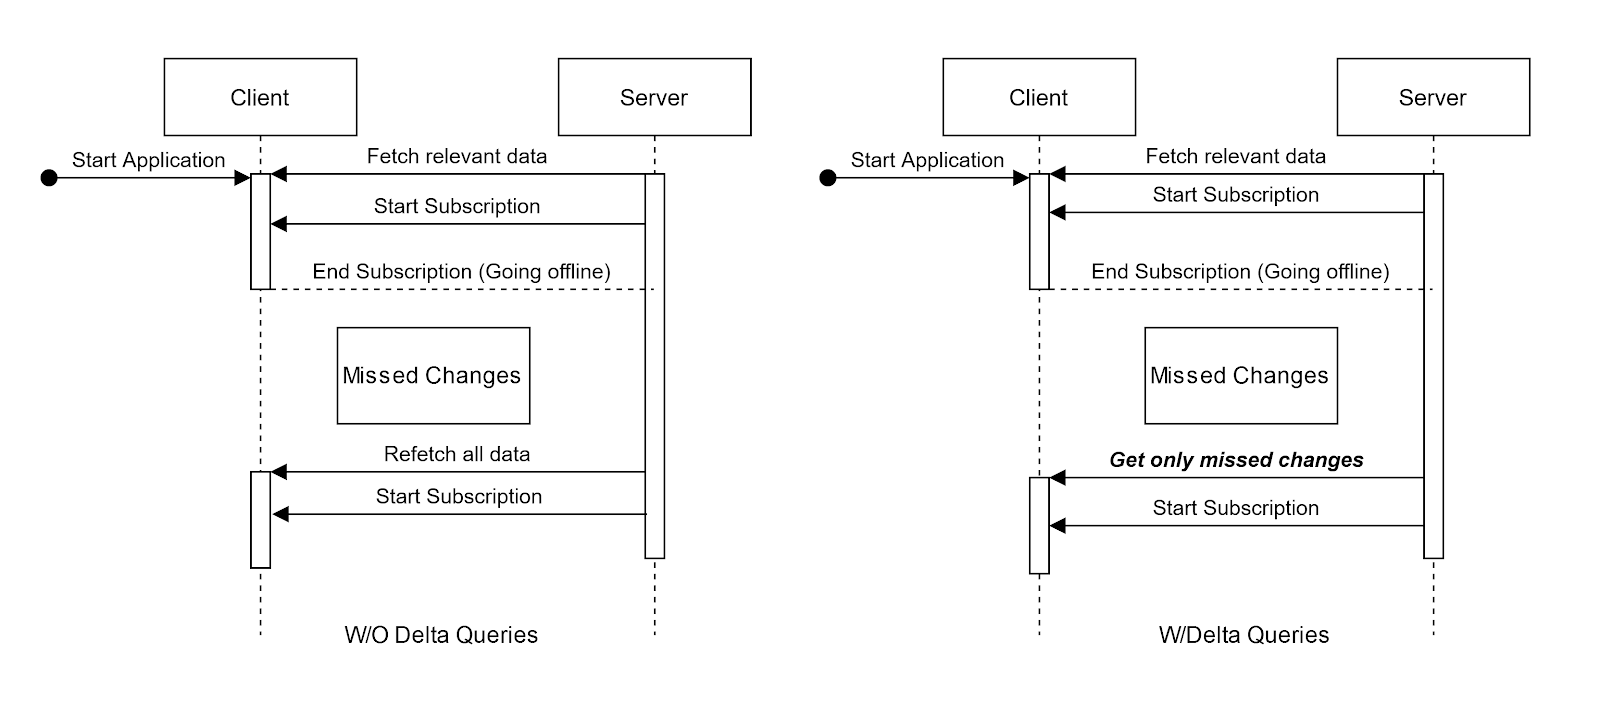 Client
Server
Start Application
Fetch relevant data
Start Subscription
End Subscription (Going offline)
Missed Changes
Refetch all data
Start Subscription
W/O Delta Queries
Client
Server
Start Application
Fetch relevant data
Start Subscription
End Subscription (Going offline)
Missed Changes
Get only missed changes
Start Subscription
W/Delta Queries